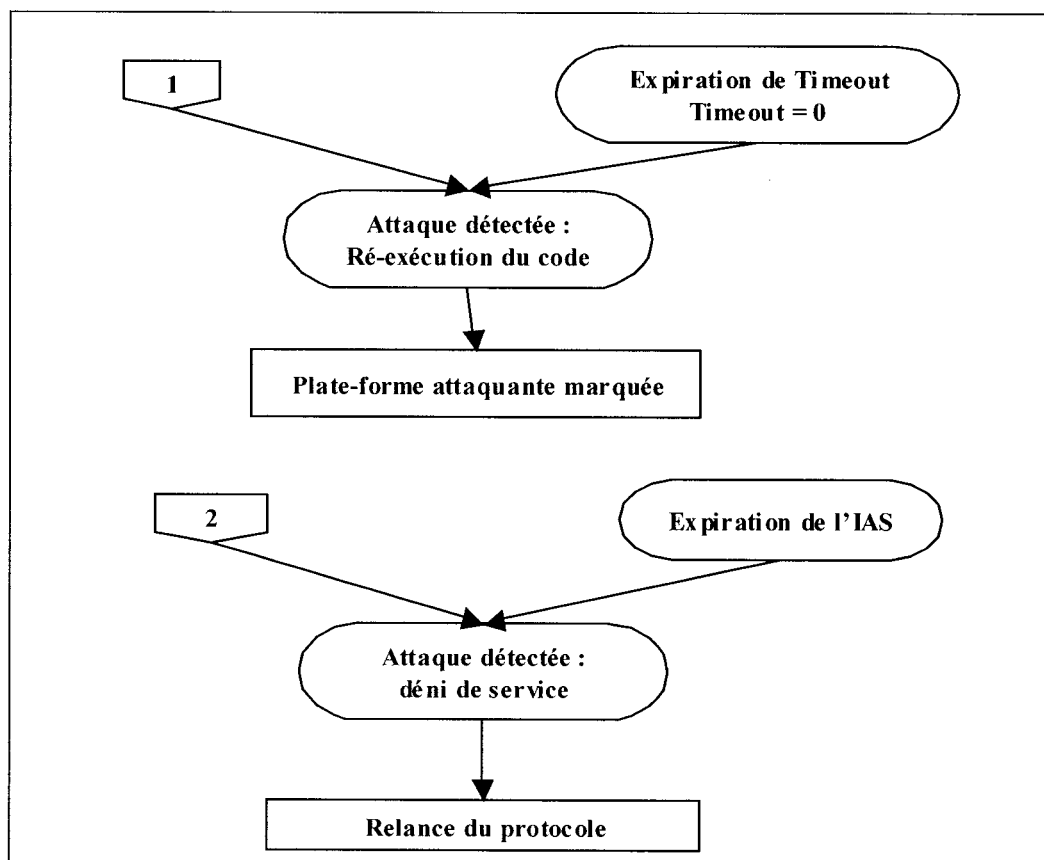 1
Expiration de Timeout
Timeout = 0
Attaque détectée :
Ré-exécution du code
Plate-forme attaquante marquée
2
Expiration de l'IAS
Attaque détectée :
déni de service
Relance du protocole